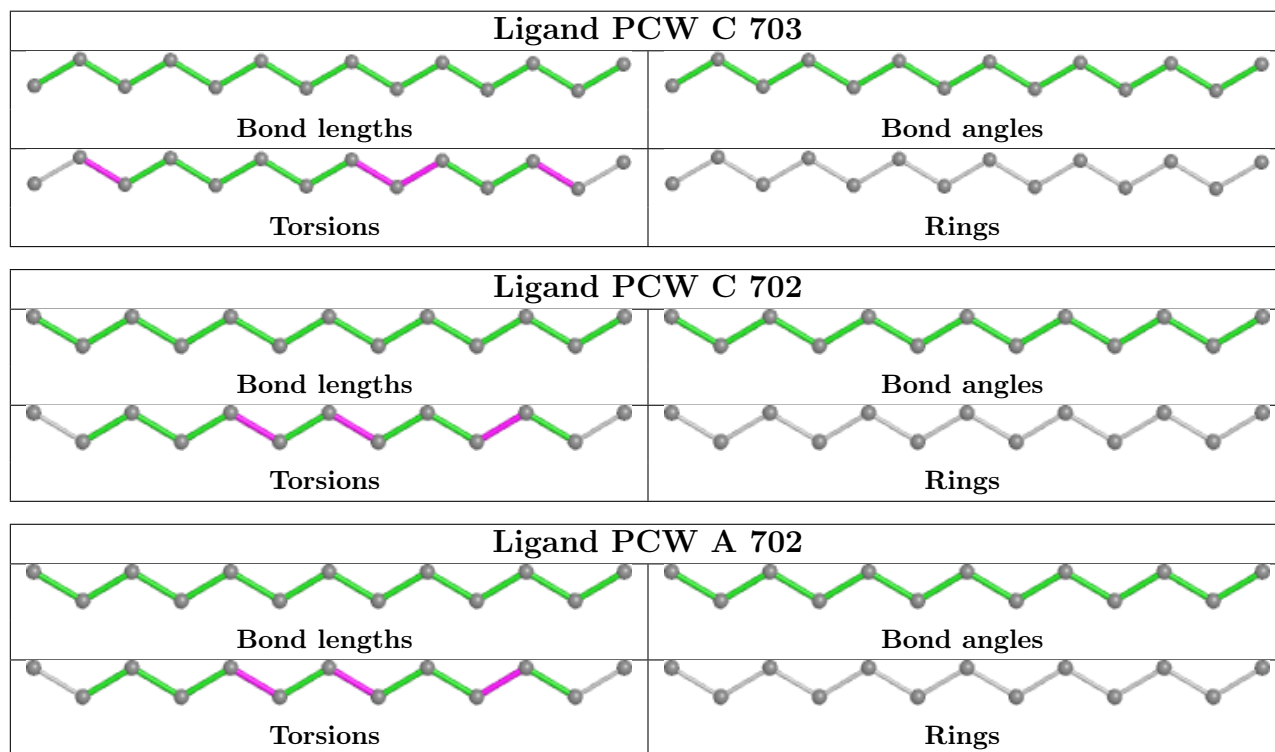 Ligand PCW C 703
Bond lengths Bond angles
Torsions Rings
Ligand PCW C 702
Bond lengths Bond angles
Torsions Rings
Ligand PCW A 702
Bond lengths Bond angles
Torsions Rings